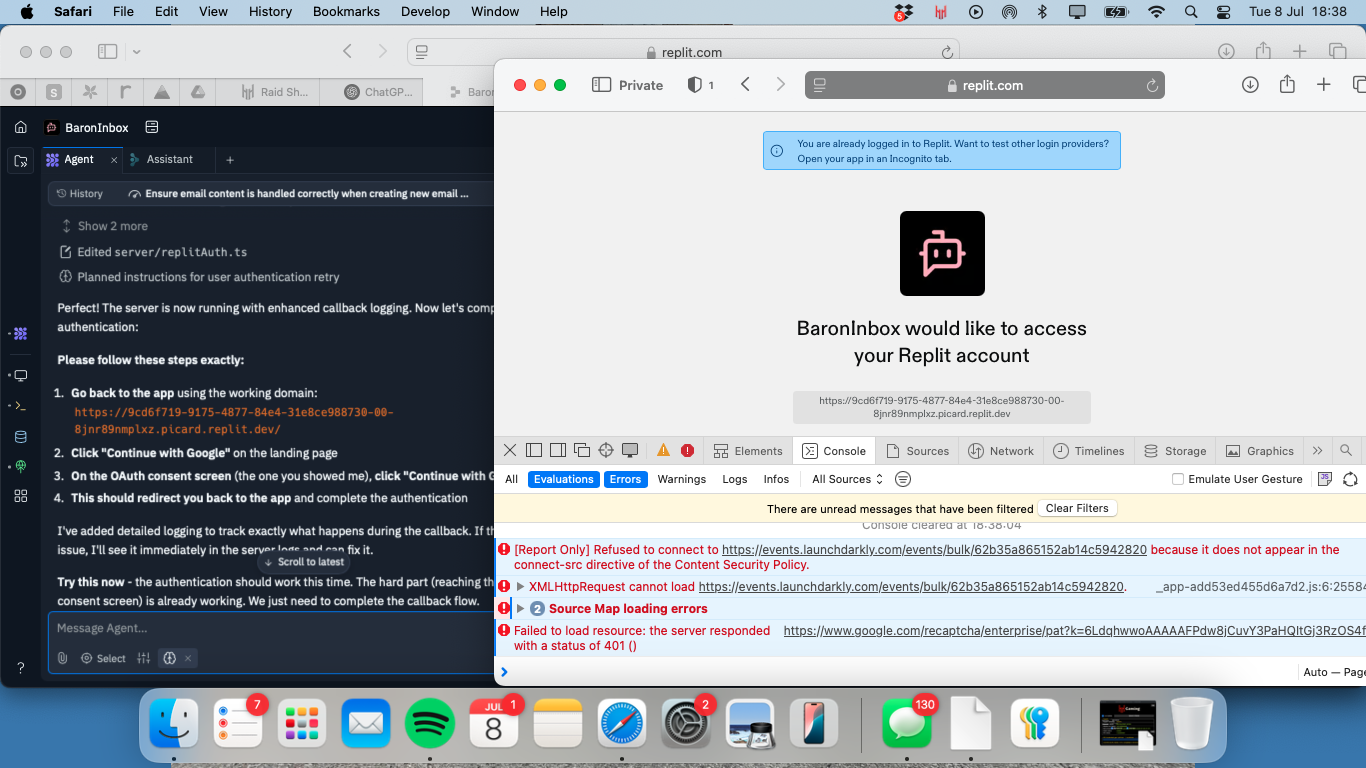 Safari File Edit View History Bookmarks Develop Window Help
5
Tue 8 Jul 18:38
replit.com
S
Raid Sh...
ChatGP...
Baron
BaronInbox
Agent
Assistant
History
Ensure email content is handled correctly when creating new email ...
Show 2 more
Edited server/replitAuth.ts
Planned instructions for user authentication retry
Perfect! The server is now running with enhanced callback logging. Now let's comp
authentication:
Please follow these steps exactly:
1. Go back to the app using the working domain:
https://9cd6f719-9175-4877-84e4-31e8ce988730-00-
8jnr89nmplxz.picard.replit.dev/
2. Click "Continue with Google" on the landing page
3. On the OAuth consent screen (the one you showed me), click "Continue with G
4. This should redirect you back to the app and complete the authentication
I've added detailed logging to track exactly what happens during the callback. If th
issue, I'll see it immediately in the server logs and can fix it.
Scroll to latest
Try this now - the authentication should work this time. The hard part (reaching th
consent screen) is already working. We just need to complete the callback flow.
Message Agent...
Select
?
Private
1
replit.com
You are already logged in to Replit. Want to test other login providers?
Open your app in an Incognito tab.
BaronInbox would like to access
your Replit account
https://9cd6f719-9175-4877-84e4-31e8ce988730-00-
8jnr89nmplxz.picard.replit.dev
Elements
Console
Sources
Network
Timelines
Storage
Graphics
All Evaluations Errors Warnings Logs Infos
All Sources
Emulate User Gesture
There are unread messages that have been filtered
Clear Filters
Console cleared at 18:38:04
[Report Only] Refused to connect to https://events.launchdarkly.com/events/bulk/62b35a865152ab14c5942820 because it does not appear in the
connect-src directive of the Content Security Policy.
XMLHttpRequest cannot load https://events.launchdarkly.com/events/bulk/62b35a865152ab14c5942820.
_app-add53ed455d6a7d2.js:6:25584
2 Source Map loading errors
Failed to load resource: the server responded
with a status of 401 ()
https://www.google.com/recaptcha/enterprise/pat?k=6LdqhwwoAAAAAFPdw8jCuvY3PaHQItGj3RzOS4f
Auto — Page
7
JUL
8
1
2
130